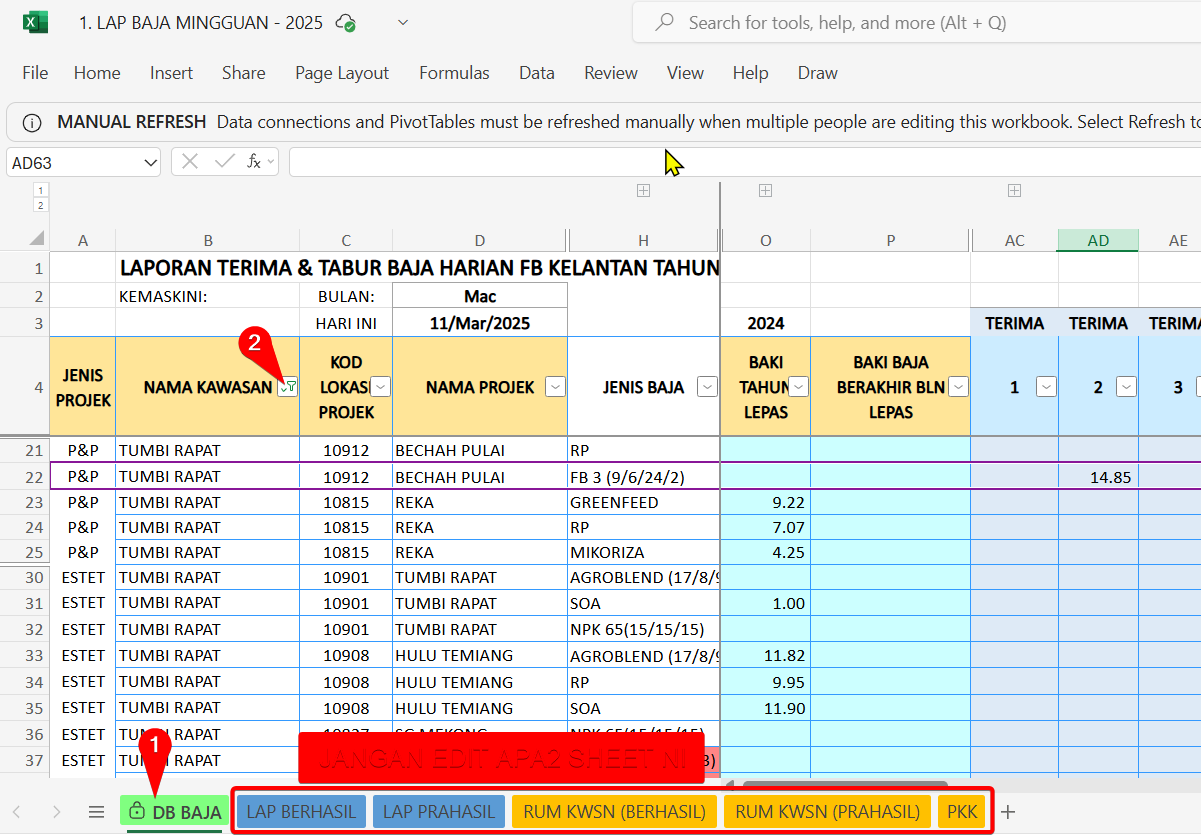 1. LAP BAJA MINGGUAN - 2025
Search for tools, help, and more (Alt + Q)
File Home Insert Share Page Layout Formulas Data Review View Help Draw
MANUAL REFRESH Data connections and PivotTables must be refreshed manually when multiple people are editing this workbook. Select Refresh to
AD63 fx
1
2
A B C D H O P AC AD AE
1 LAPORAN TERIMA & TABUR BAJA HARIAN FB KELANTAN TAHUN
2 KEMASKINI: BULAN: Mac
3 HARI INI 11/Mar/2025 2024 TERIMA TERIMA TERIMA
4 JENIS PROJEK NAMA KAWASAN KOD LOKASI PROJEK NAMA PROJEK JENIS BAJA BAKI TAHUN LEPAS BAKI BAJA BERAKHIR BLN LEPAS 1 2 3
2
21 P&P TUMBI RAPAT 10912 BECHAH PULAI RP
22 P&P TUMBI RAPAT 10912 BECHAH PULAI FB 3 (9/6/24/2) 14.85
23 P&P TUMBI RAPAT 10815 REKA GREENFEED 9.22
24 P&P TUMBI RAPAT 10815 REKA RP 7.07
25 P&P TUMBI RAPAT 10815 REKA MIKORIZA 4.25
30 ESTET TUMBI RAPAT 10901 TUMBI RAPAT AGROBLEND (17/8/9
31 ESTET TUMBI RAPAT 10901 TUMBI RAPAT SOA 1.00
32 ESTET TUMBI RAPAT 10901 TUMBI RAPAT NPK 65(15/15/15)
33 ESTET TUMBI RAPAT 10908 HULU TEMIANG AGROBLEND (17/8/9 11.82
34 ESTET TUMBI RAPAT 10908 HULU TEMIANG RP 9.95
35 ESTET TUMBI RAPAT 10908 HULU TEMIANG SOA 11.90
36 ESTET TUMBI RAPAT
37 ESTET TUMBI RAPAT 3)
JANGAN EDIT APA2 SHEET NI
1
DB BAJA LAP BERHASIL LAP PRAHASIL RUM KWSN (BERHASIL) RUM KWSN (PRAHASIL) PKK